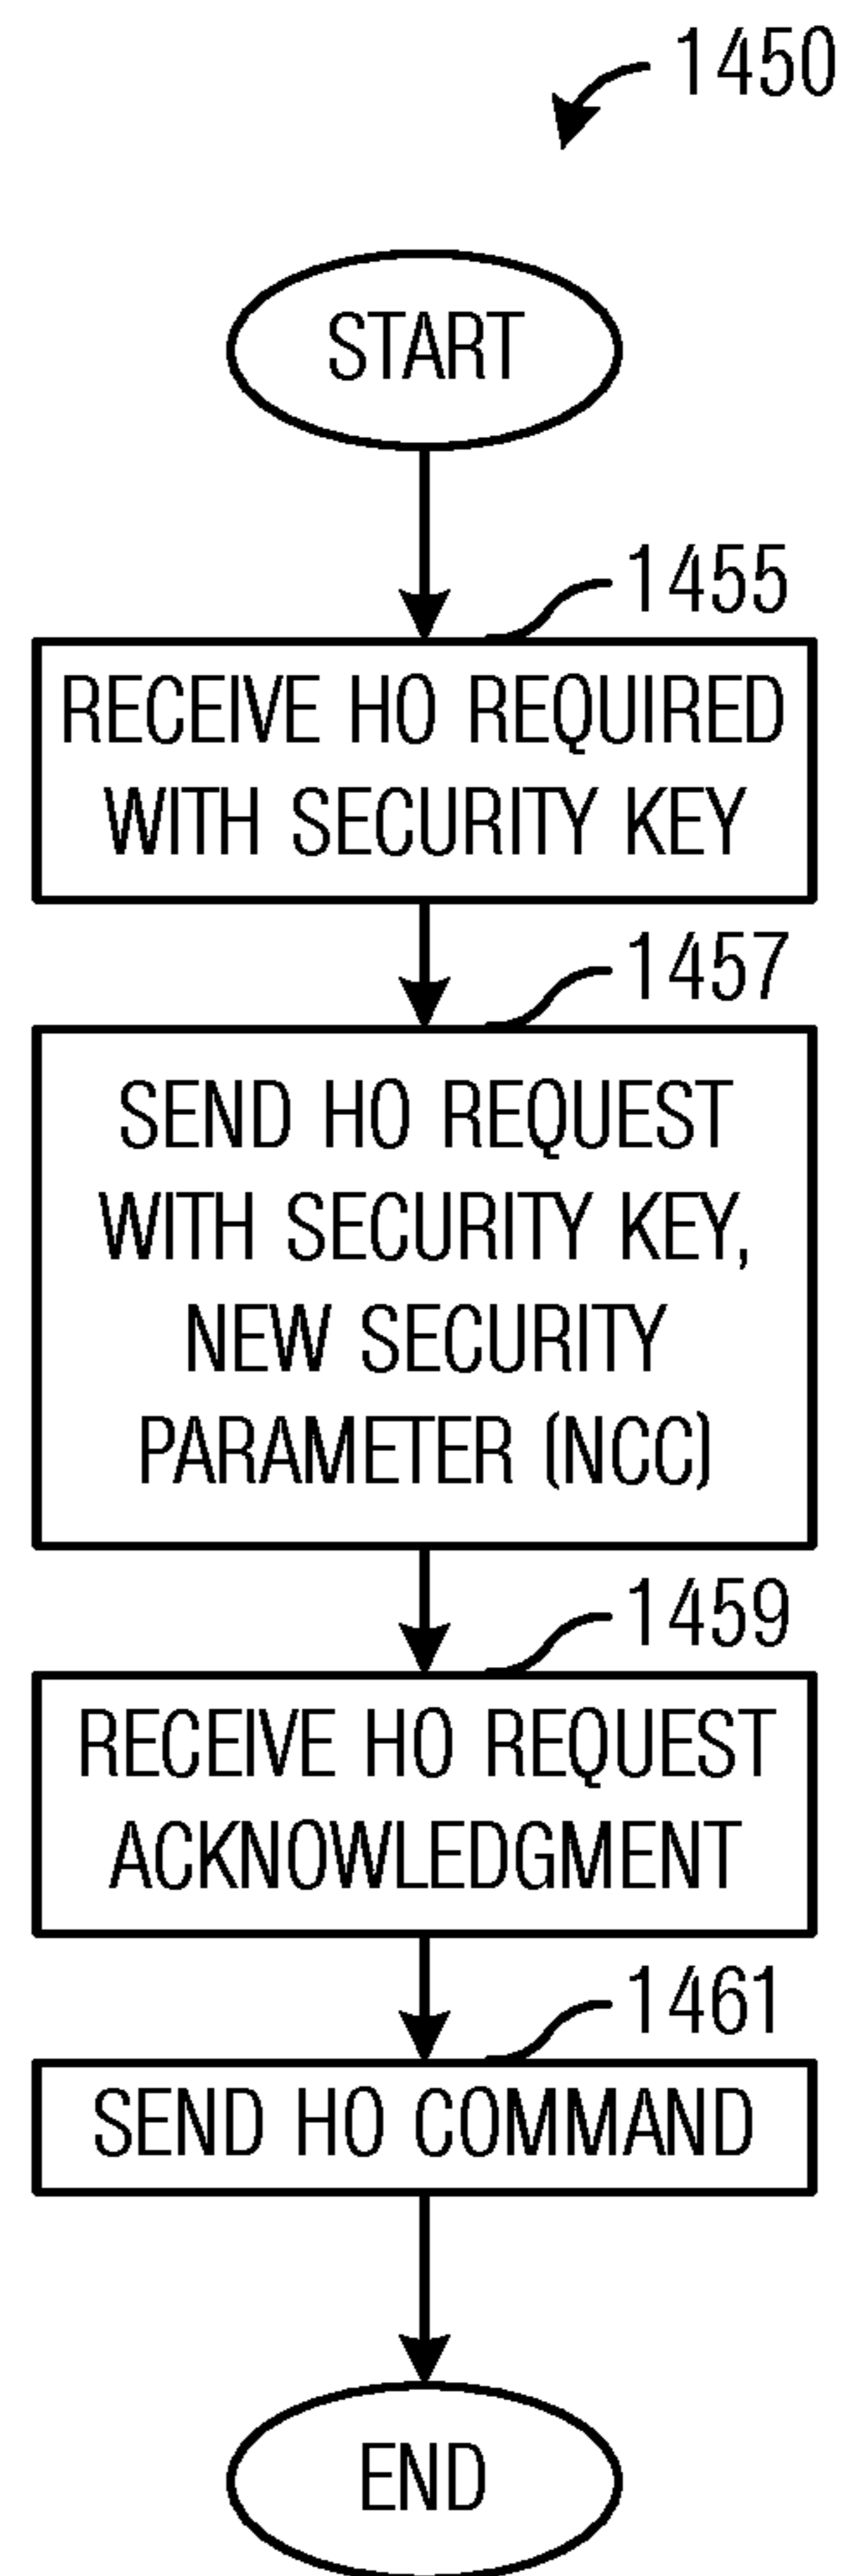 1450
START
1455
RECEIVE HO REQUIRED
WITH SECURITY KEY
1457
SEND HO REQUEST
WITH SECURITY KEY,
NEW SECURITY
PARAMETER (NCC)
1459
RECEIVE HO REQUEST
ACKNOWLEDGMENT
1461
SEND HO COMMAND
END